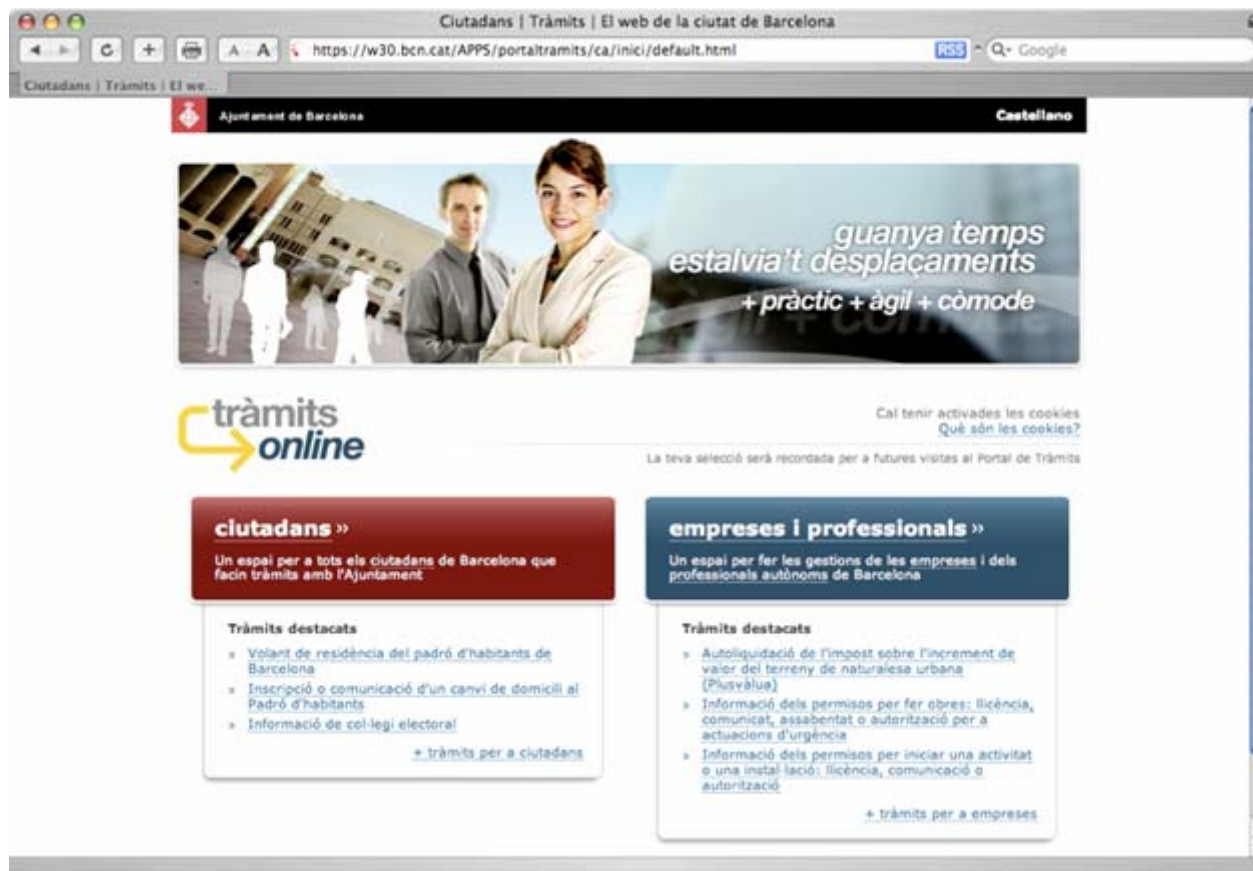 Ciutadans | Tràmits | El web de la ciutat de Barcelona
A A https://w30.bcn.cat/APPS/portaltramits/ca/inici/default.html RSS Google
Ciutadans | Tràmits | El we...
Ajuntament de Barcelona Castellano
guanya temps
estalvia't desplaçaments
+ pràctic + àgil + còmode
tràmits
online
Cal tenir activades les cookies
Què són les cookies?
La teva selecció serà recordada per a futures visites al Portal de Tràmits
ciutadans »
Un espai per a tots els ciutadans de Barcelona que
facin tràmits amb l'Ajuntament
Tràmits destacats
» Volant de residència del padró d'habitants de
Barcelona
» Inscripció o comunicació d'un canvi de domicili al
Padró d'habitants
» Informació de col·legi electoral
+ tràmits per a ciutadans
empreses i professionals »
Un espai per fer les gestions de les empreses i dels
professionals autònoms de Barcelona
Tràmits destacats
» Autoliquidació de l'impost sobre l'increment de
valor del terreny de naturalesa urbana
(Plusvàlua)
» Informació dels permisos per fer obres: llicència,
comunicat, assabentat o autorització per a
actuacions d'urgència
» Informació dels permisos per iniciar una activitat
o una instal·lació: llicència, comunicació o
autorització
+ tràmits per a empreses